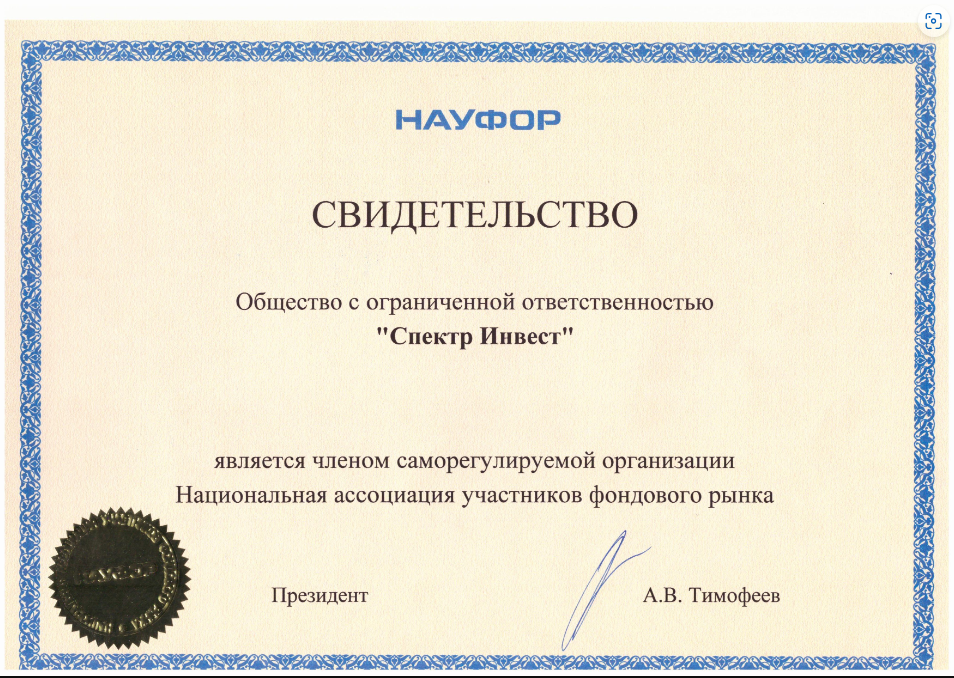 НАУФОР
СВИДЕТЕЛЬСТВО
Общество с ограниченной ответственностью
"Спектр Инвест"
является членом саморегулируемой организации
Национальная ассоциация участников фондового рынка
Президент
А.В. Тимофеев